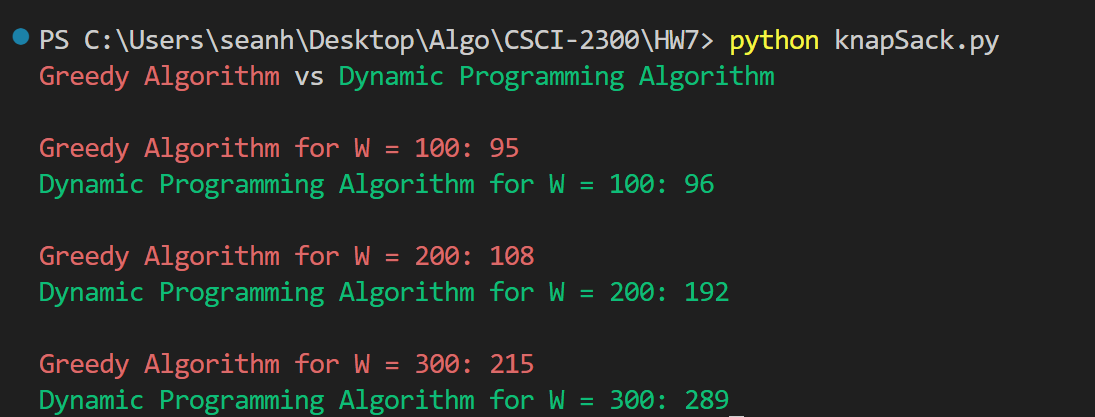 PS C:\Users\seanh\Desktop\Algo\CSCI-2300\HW7> python knapSack.py
Greedy Algorithm vs Dynamic Programming Algorithm
Greedy Algorithm for W = 100: 95
Dynamic Programming Algorithm for W = 100: 96
Greedy Algorithm for W = 200: 108
Dynamic Programming Algorithm for W = 200: 192
Greedy Algorithm for W = 300: 215
Dynamic Programming Algorithm for W = 300: 289